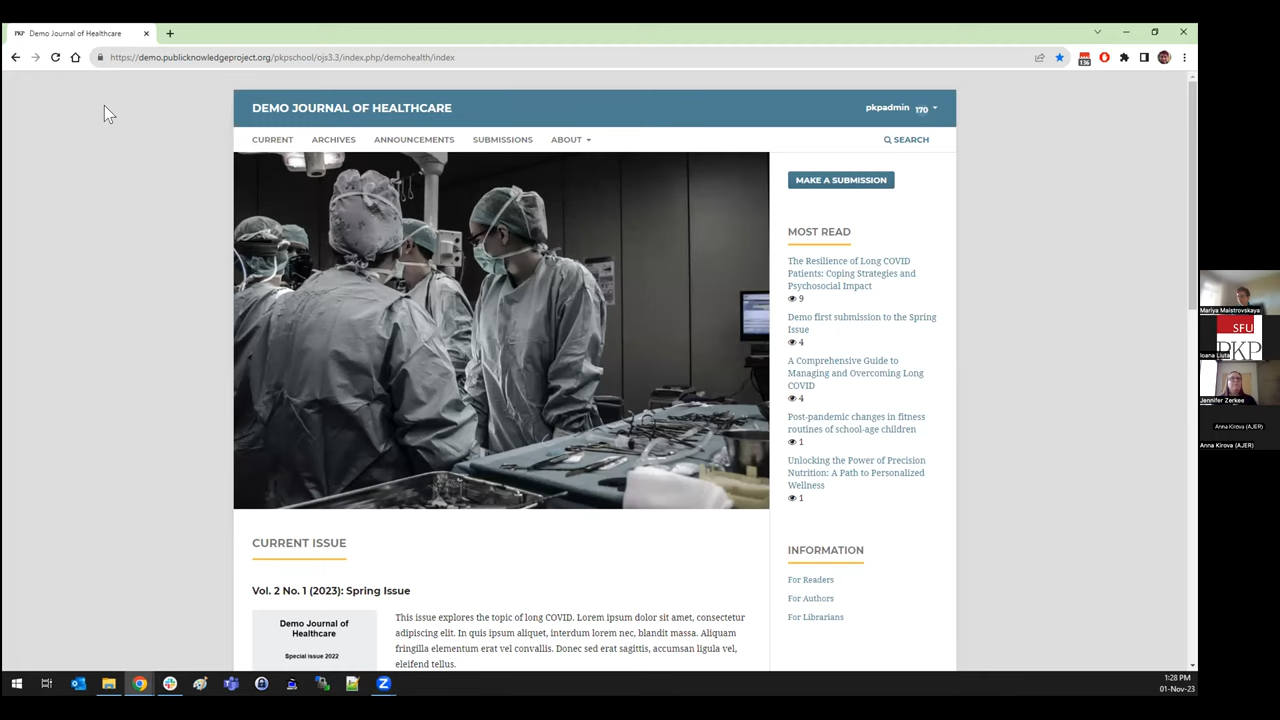 PKP Demo Journal of Healthcare
https://demo.publicknowledgeproject.org/pkpschool/ojs3.3/index.php/demohealth/index
136
DEMO JOURNAL OF HEALTHCARE
pkpadmin 170
CURRENT ARCHIVES ANNOUNCEMENTS SUBMISSIONS ABOUT
SEARCH
MAKE A SUBMISSION
MOST READ
The Resilience of Long COVID
Patients: Coping Strategies and
Psychosocial Impact
9
Demo first submission to the Spring
Issue
4
A Comprehensive Guide to
Managing and Overcoming Long
COVID
4
Post-pandemic changes in fitness
routines of school-age children
1
Unlocking the Power of Precision
Nutrition: A Path to Personalized
Wellness
1
INFORMATION
For Readers
For Authors
For Librarians
CURRENT ISSUE
Vol. 2 No. 1 (2023): Spring Issue
Demo Journal of
Healthcare
Special Issue 2022
This issue explores the topic of long COVID. Lorem ipsum dolor sit amet, consectetur
adipiscing elit. In quis ipsum aliquet, interdum lorem nec, blandit massa. Aliquam
fringilla elementum erat vel convallis. Donec sed erat sagittis, accumsan ligula vel,
eleifend tellus.
Mariya Maistrovskaya
SFU
PKP
Ioana Liuta
Jennifer Zerkee
Anna Kirova (AJER)
Anna Kirova (AJER)
1:28 PM
01-Nov-23